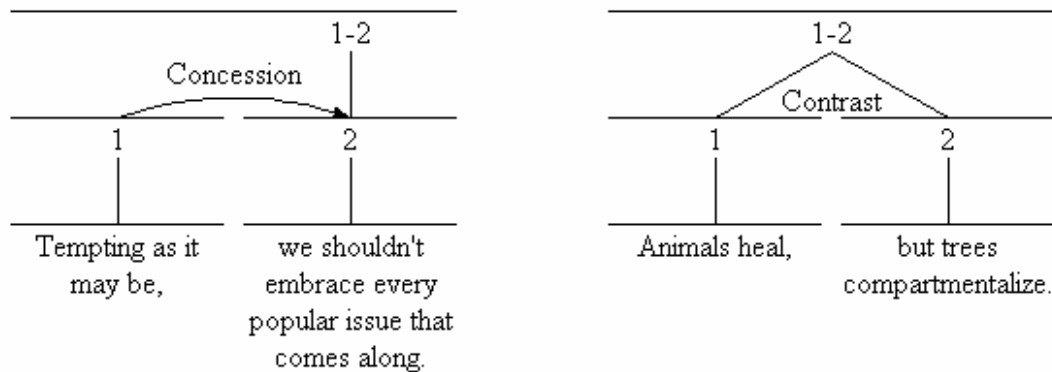 1-2
Concession
1
2
Tempting as it
may be,
we shouldn't
embrace every
popular issue that
comes along.
1-2
Contrast
1
2
Animals heal,
but trees
compartmentalize.